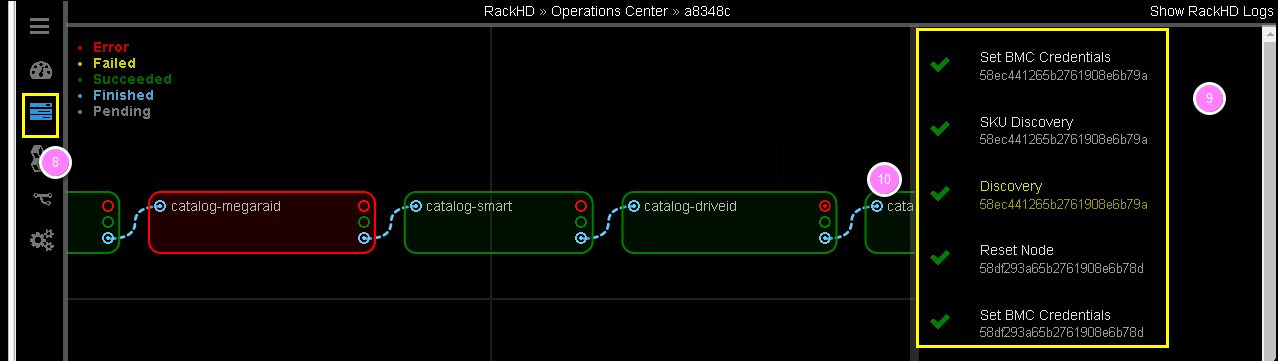 RackHD » Operations Center » a8348c
Show RackHD Logs
Error
Failed
Succeeded
Finished
Pending
8
catalog-megaraid
catalog-smart
catalog-driveid
cata
10
Set BMC Credentials
58ec441265b2761908e6b79a
SKU Discovery
58ec441265b2761908e6b79a
Discovery
58ec441265b2761908e6b79a
Reset Node
58df293a65b2761908e6b78d
Set BMC Credentials
58df293a65b2761908e6b78d
9